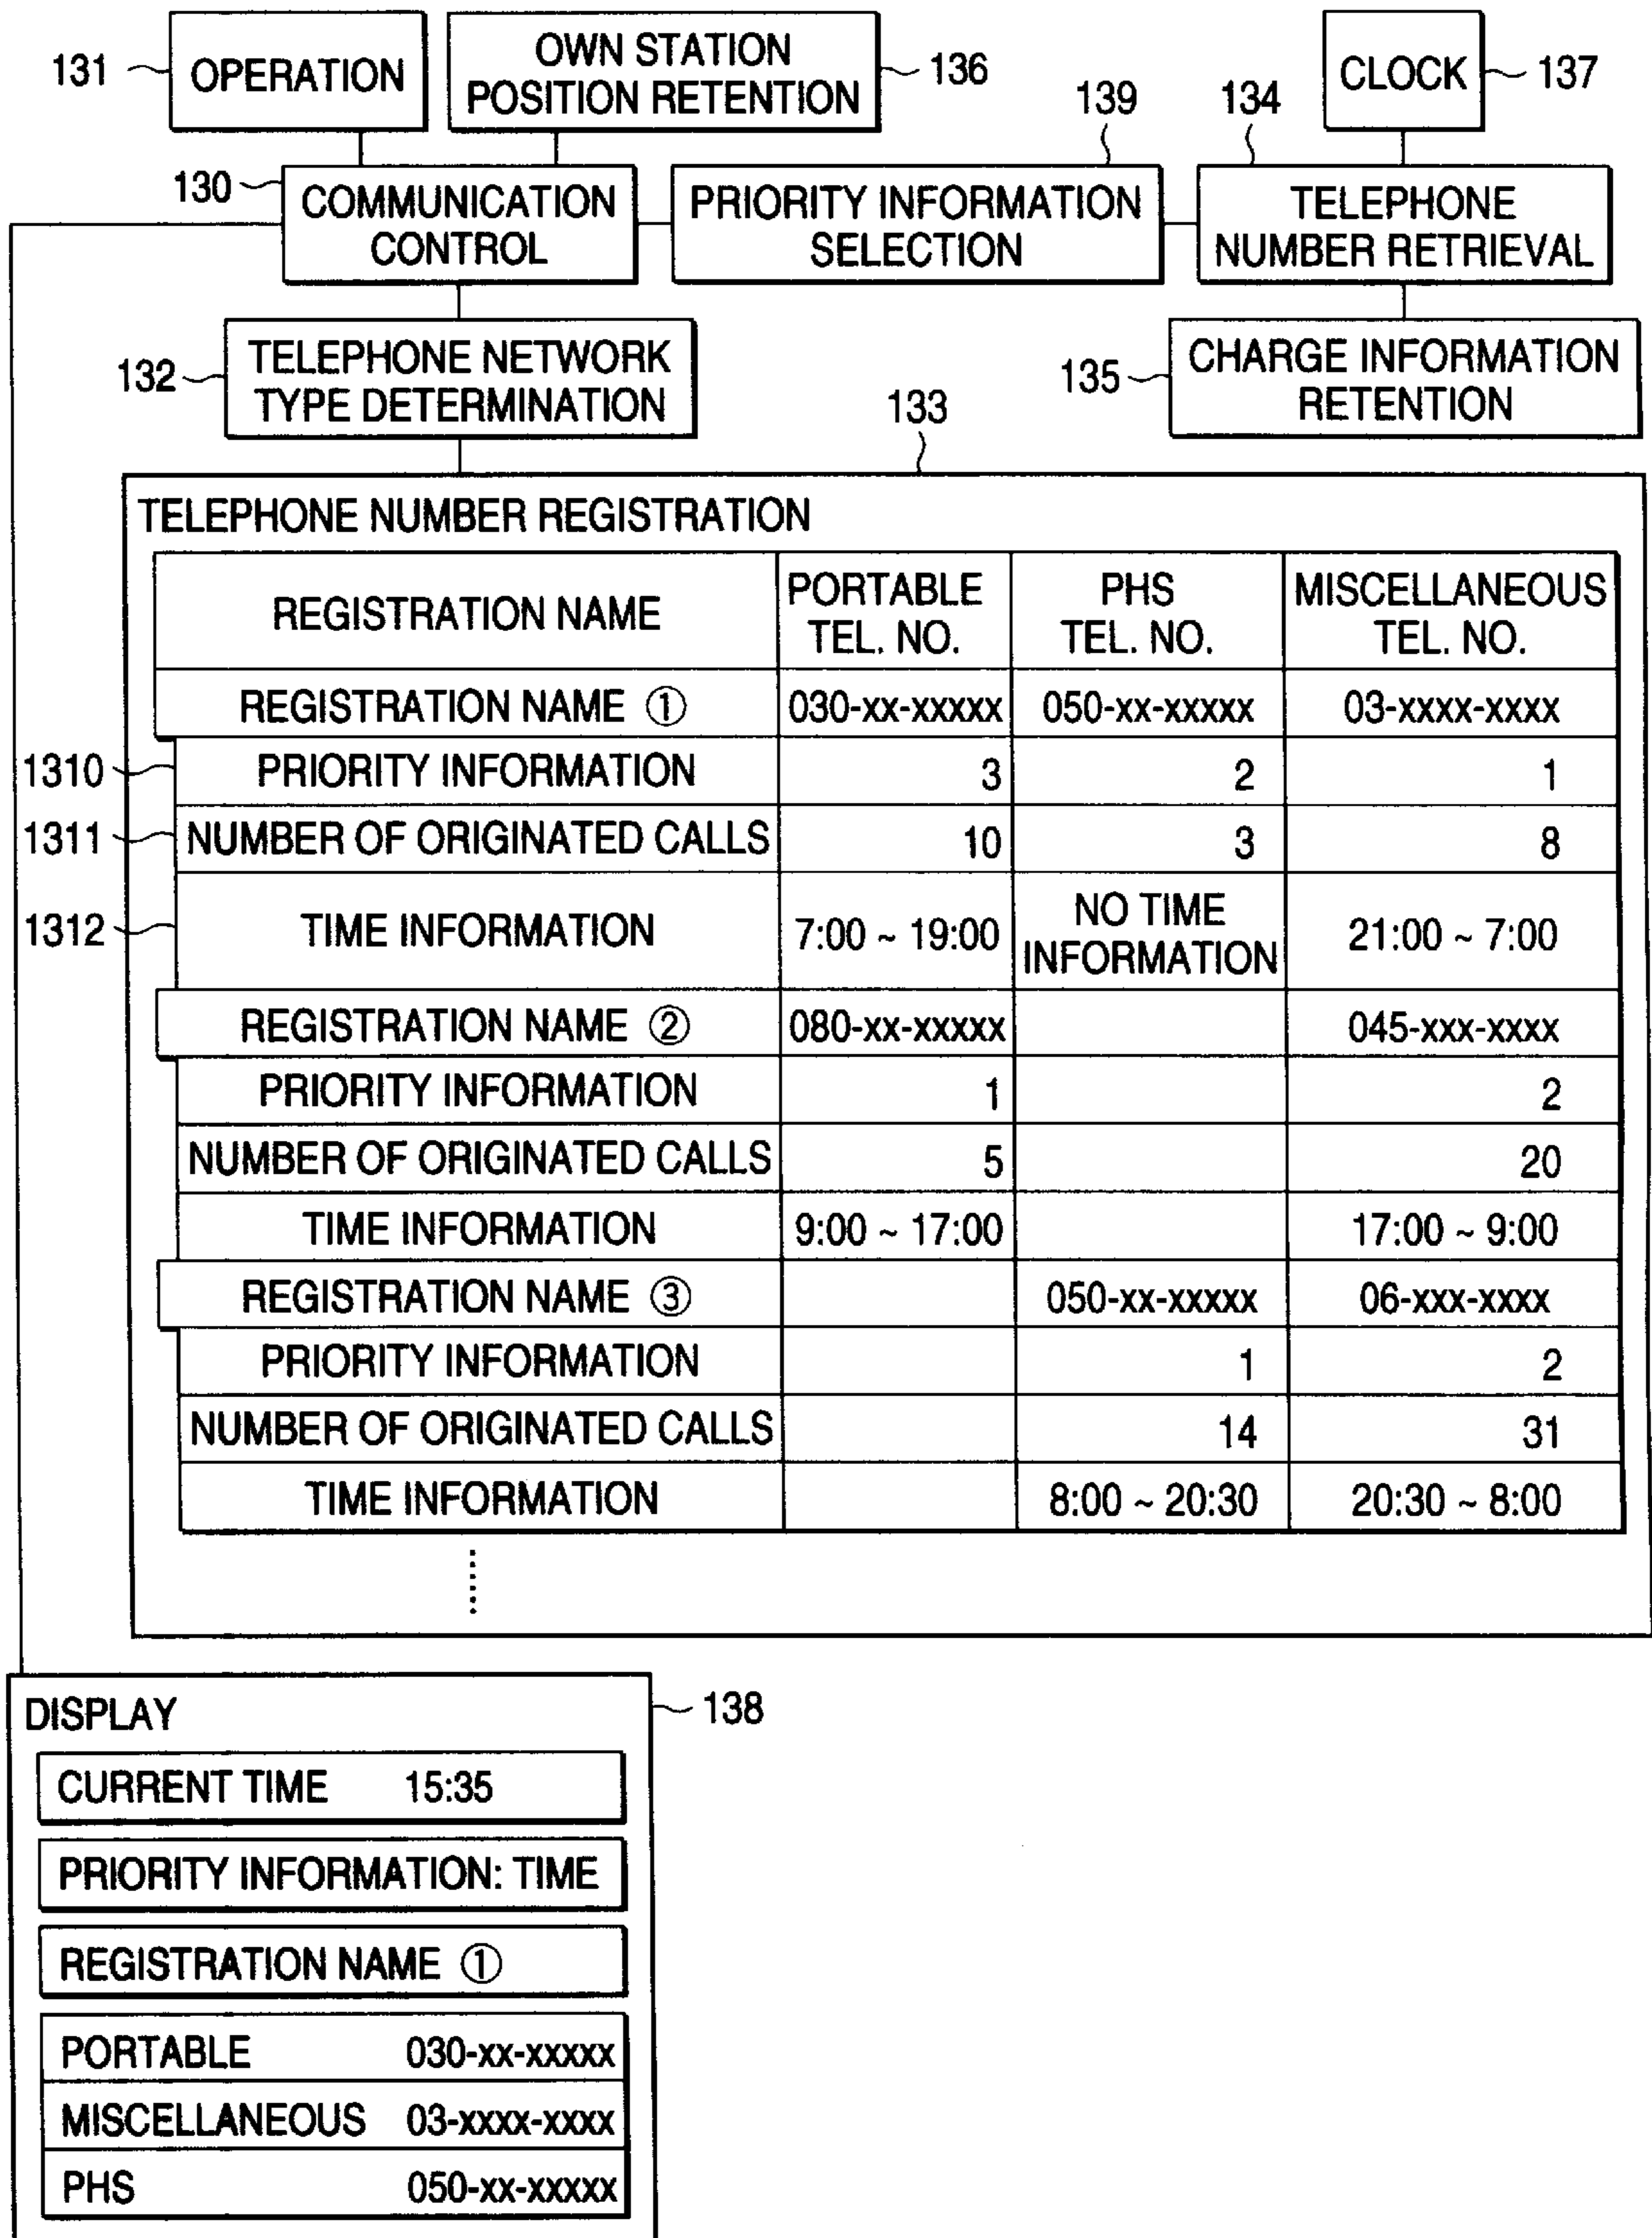 131 OPERATION
OWN STATION
POSITION RETENTION 136
CLOCK 137
139
134
130 COMMUNICATION
CONTROL
PRIORITY INFORMATION
SELECTION
TELEPHONE
NUMBER RETRIEVAL
132 TELEPHONE NETWORK
TYPE DETERMINATION
135 CHARGE INFORMATION
RETENTION
133
TELEPHONE NUMBER REGISTRATION
REGISTRATION NAME
PORTABLE
TEL. NO.
PHS
TEL. NO.
MISCELLANEOUS
TEL. NO.
REGISTRATION NAME ① 030-xx-xxxxx 050-xx-xxxxx 03-xxxx-xxxx
1310 PRIORITY INFORMATION 3 2 1
1311 NUMBER OF ORIGINATED CALLS 10 3 8
1312 TIME INFORMATION 7:00 ~ 19:00
NO TIME
INFORMATION
21:00 ~ 7:00
REGISTRATION NAME ② 080-xx-xxxxx 045-xxx-xxxx
PRIORITY INFORMATION 1 2
NUMBER OF ORIGINATED CALLS 5 20
TIME INFORMATION 9:00 ~ 17:00 17:00 ~ 9:00
REGISTRATION NAME ③ 050-xx-xxxxx 06-xxx-xxxx
PRIORITY INFORMATION 1 2
NUMBER OF ORIGINATED CALLS 14 31
TIME INFORMATION 8:00 ~ 20:30 20:30 ~ 8:00
DISPLAY 138
CURRENT TIME 15:35
PRIORITY INFORMATION: TIME
REGISTRATION NAME ①
PORTABLE 030-xx-xxxxx
MISCELLANEOUS 03-xxxx-xxxx
PHS 050-xx-xxxxx